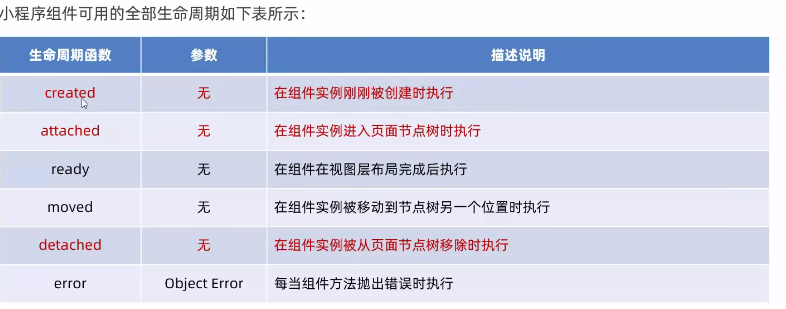 小程序组件可用的全部生命周期如下表所示：
生命周期函数 参数 描述说明
created 无 在组件实例刚刚被创建时执行
attached 无 在组件实例进入页面节点树时执行
ready 无 在组件在视图层布局完成后执行
moved 无 在组件实例被移动到节点树另一个位置时执行
detached 无 在组件实例被从页面节点树移除时执行
error Object Error 每当组件方法抛出错误时执行